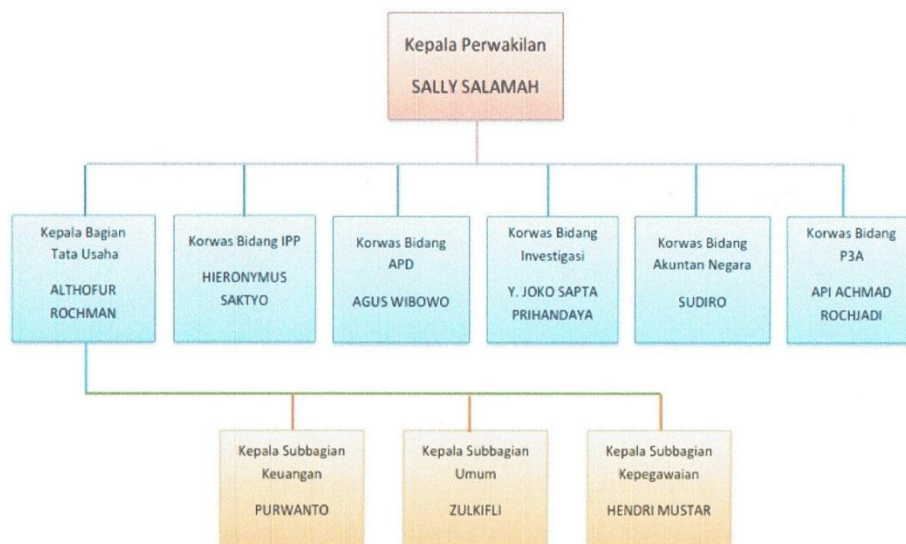 Kepala Perwakilan
SALLY SALAMAH
Kepala Bagian
Tata Usaha
ALTHOFUR
ROCHMAN
Korwas Bidang IPP
HIERONYMUS
SAKTYO
Korwas Bidang
APD
AGUS WIBOWO
Korwas Bidang
Investigasi
Y. JOKO SAPTA
PRIHANDAYA
Korwas Bidang
Akuntan Negara
SUDIRO
Korwas Bidang
P3A
API ACHMAD
ROCHJADI
Kepala Subbagian
Keuangan
PURWANTO
Kepala Subbagian
Umum
ZULKIFLI
Kepala Subbagian
Kepegawaian
HENDRI MUSTAR